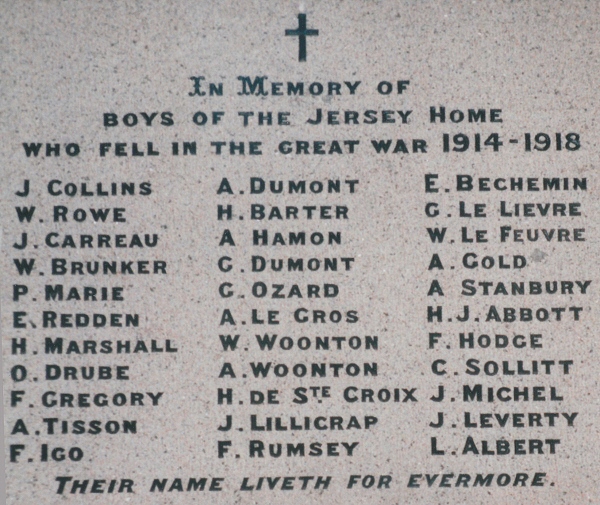 IN MEMORY OF
BOYS OF THE JERSEY HOME
WHO FELL IN THE GREAT WAR 1914-1918
J COLLINS
W. ROWE
J. CARREAU
W. BRUNKER
P. MARIE
E. REDDEN
H. MARSHALL
O. DRUBE
F. GREGORY
A. TISSON
F. IGO
A. DUMONT
H. BARTER
A HAMON
G. DUMONT
G. OZARD
A. LE GROS
W. WOONTON
A. WOONTON
H. DE STE CROIX
J. LILLICRAP
F. RUMSEY
E. BECHEMIN
G. LE LIEVRE
W. LE FEUVRE
A. GOLD
A STANBURY
H. J. ABBOTT
F. HODGE
C. SOLLITT
J. MICHEL
J. LEVERTY
L. ALBERT
THEIR NAME LIVETH FOR EVERMORE.